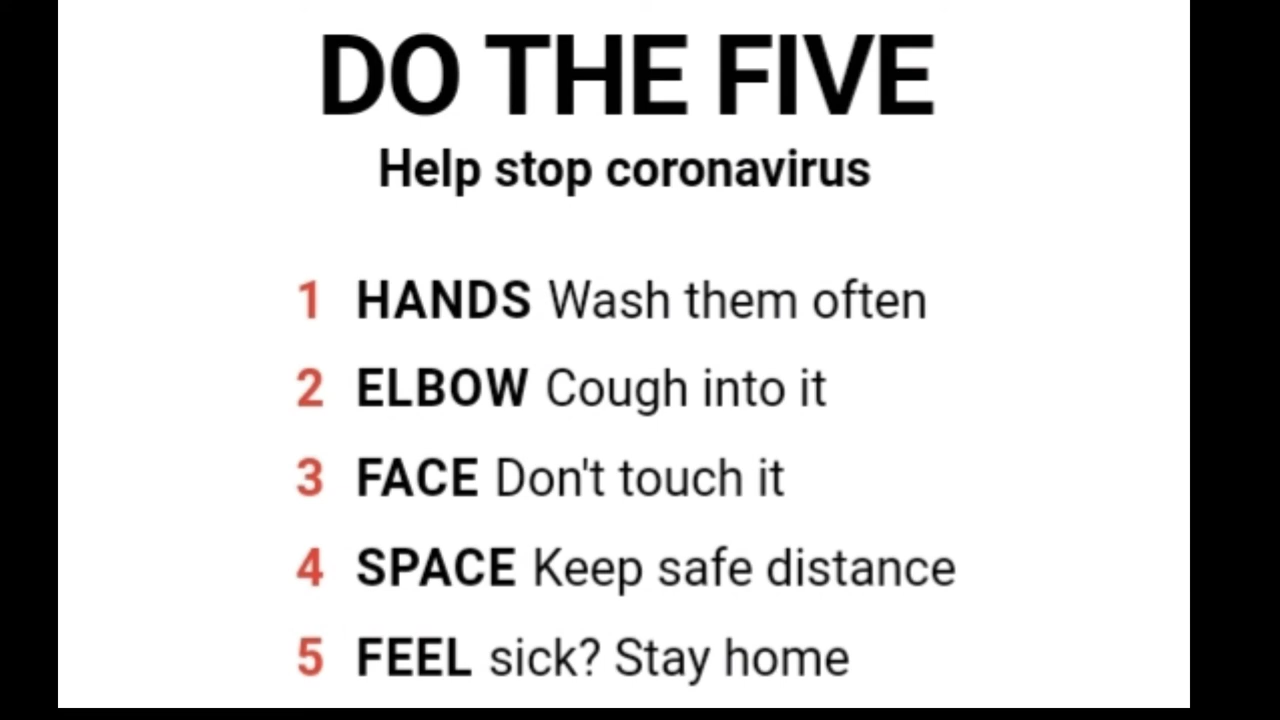 DO THE FIVE
Help stop coronavirus
1 HANDS Wash them often
2 ELBOW Cough into it
3 FACE Don't touch it
4 SPACE Keep safe distance
5 FEEL sick? Stay home